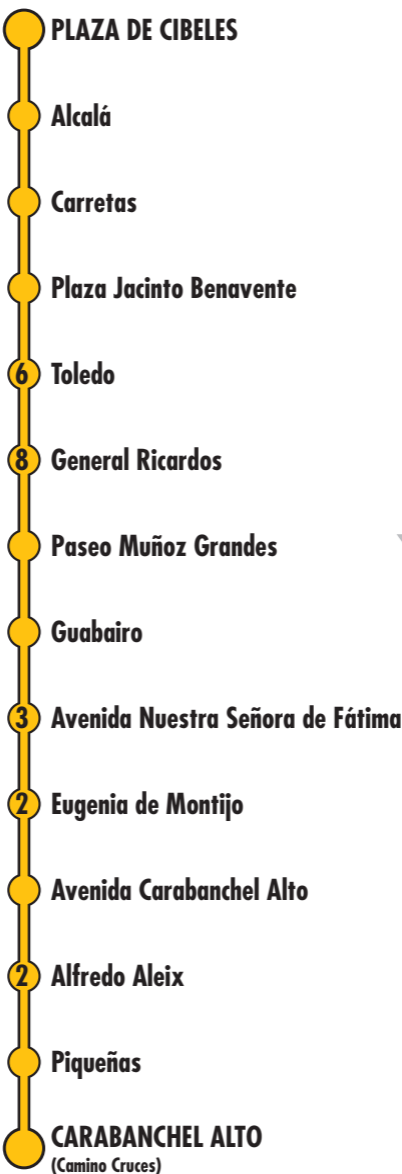 PLAZA DE CIBELES
Alcalá
Carretas
Plaza Jacinto Benavente
6 Toledo
8 General Ricardos
Paseo Muñoz Grandes
Guabairo
3 Avenida Nuestra Señora de Fátima
2 Eugenia de Montijo
Avenida Carabanchel Alto
2 Alfredo Aleix
Piqueñas
CARABANCHEL ALTO
(Camino Cruces)